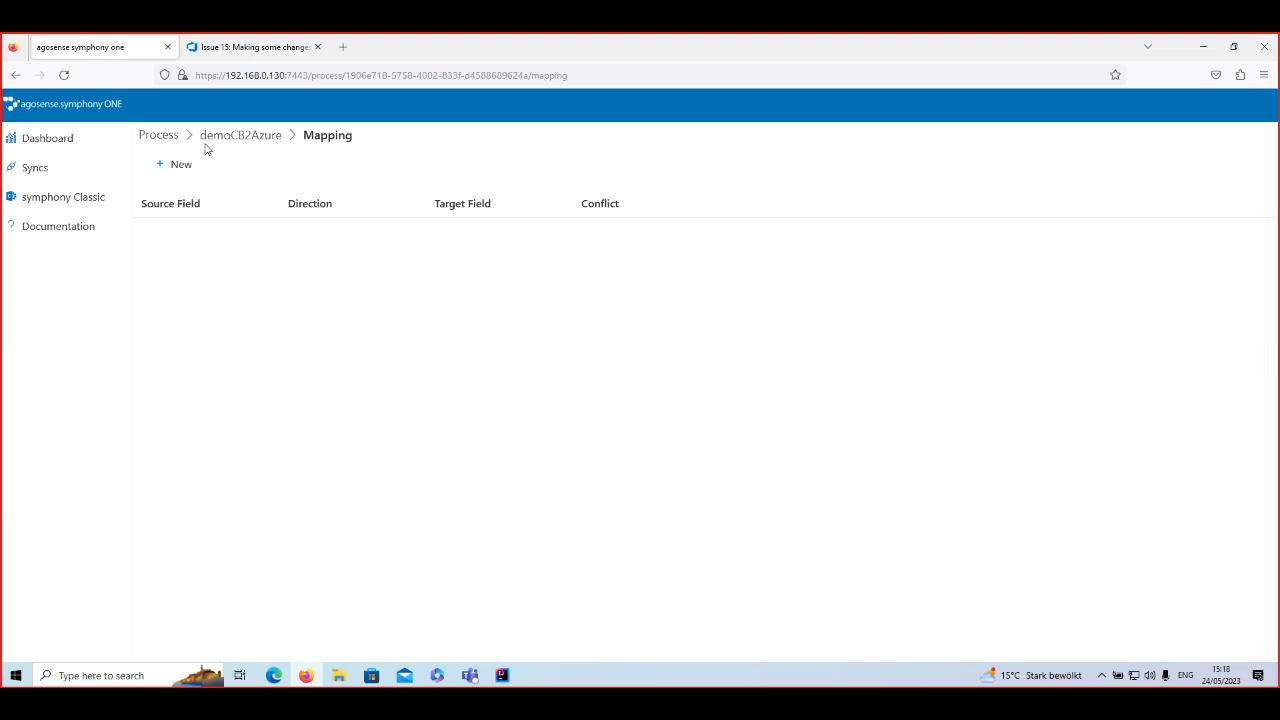 agosense symphony one
Issue 15: Making some changes
https://192.168.0.130:7443/process/1906e718-5758-4002-833f-d4588689624a/mapping
agosense.symphony ONE
Dashboard
Syncs
symphony Classic
Documentation
Process > demoCB2Azure > Mapping
+ New
Source Field Direction Target Field Conflict
Type here to search
15°C Stark bewölkt
ENG
15:18
24/05/2023